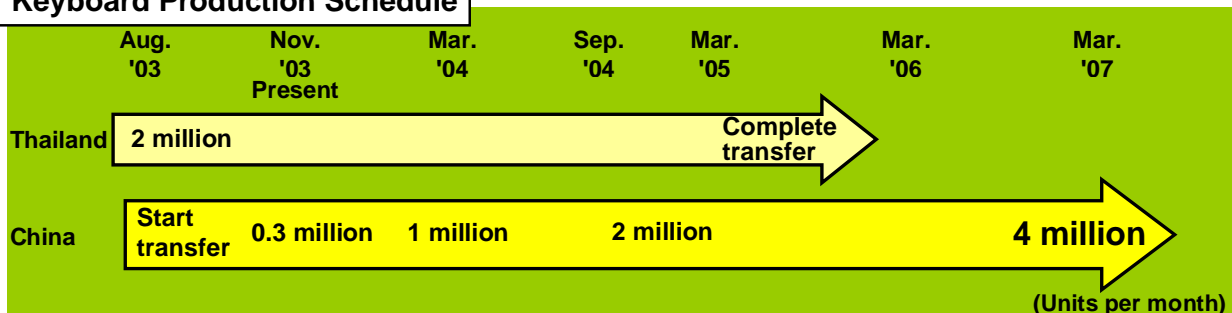 Keyboard Production Schedule
Aug. Nov. Mar. Sep. Mar. Mar. Mar.
'03 '03 '04 '04 '05 '06 '07
Present
Thailand 2 million Complete
transfer
China Start
transfer 0.3 million 1 million 2 million 4 million
(Units per month)